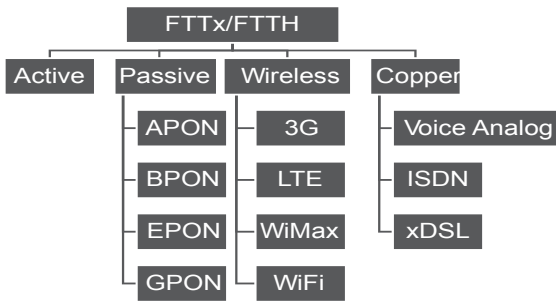 FTTx/FTTH
Active
Passive
Wireless
Copper
APON
BPON
EPON
GPON
3G
LTE
WiMax
WiFi
Voice Analog
ISDN
xDSL